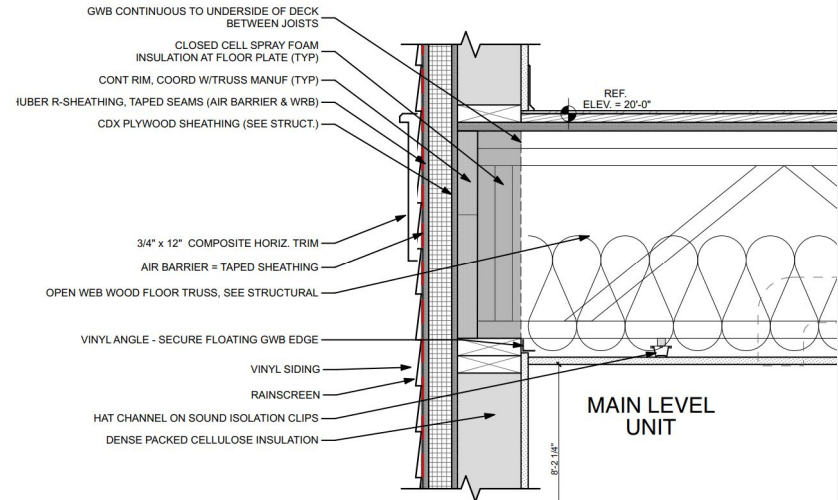 GWB CONTINUOUS TO UNDERSIDE OF DECK
BETWEEN JOISTS
CLOSED CELL SPRAY FOAM
INSULATION AT FLOOR PLATE (TYP)
CONT RIM, COORD W/TRUSS MANUF (TYP)
HUBER R-SHEATHING, TAPED SEAMS (AIR BARRIER & WRB)
CDX PLYWOOD SHEATHING (SEE STRUCT.)
REF.
ELEV. = 20'-0"
3/4" x 12" COMPOSITE HORIZ. TRIM
AIR BARRIER = TAPED SHEATHING
OPEN WEB WOOD FLOOR TRUSS, SEE STRUCTURAL
VINYL ANGLE - SECURE FLOATING GWB EDGE
VINYL SIDING
RAINSCREEN
HAT CHANNEL ON SOUND ISOLATION CLIPS
DENSE PACKED CELLULOSE INSULATION
MAIN LEVEL
UNIT
8'-2 1/4"